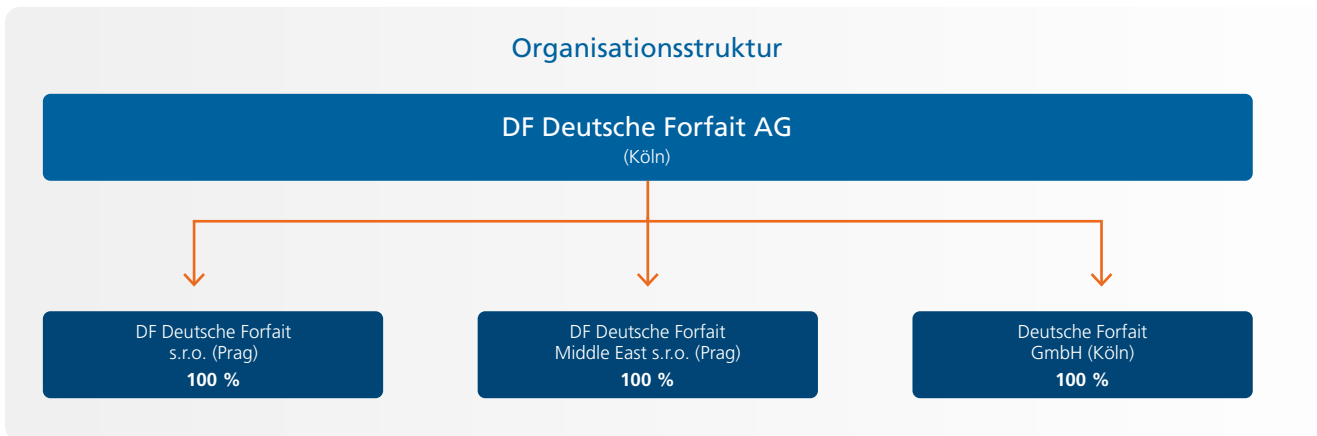 Organisationsstruktur
DF Deutsche Forfait AG
(Köln)
DF Deutsche Forfait
s.r.o. (Prag)
100 %
DF Deutsche Forfait
Middle East s.r.o. (Prag)
100 %
Deutsche Forfait
GmbH (Köln)
100 %